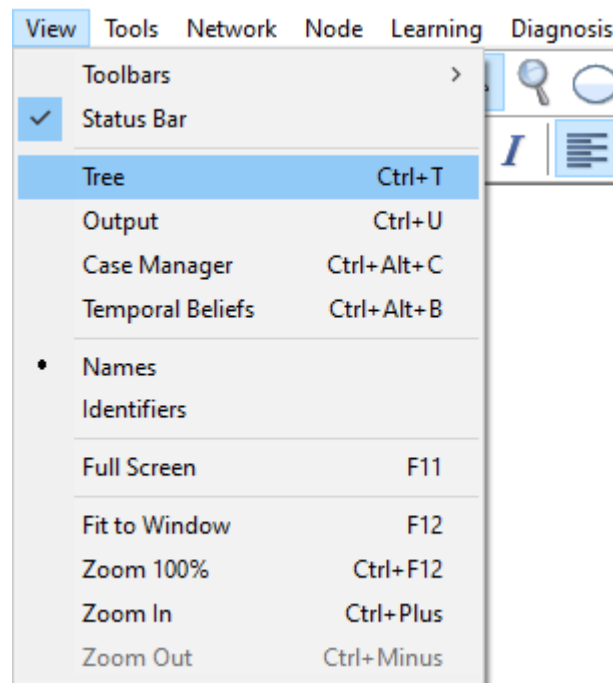 View Tools Network Node Learning Diagnosis
Toolbars
Status Bar
I
Tree Ctrl+T
Output Ctrl+U
Case Manager Ctrl+Alt+C
Temporal Beliefs Ctrl+Alt+B
Names
Identifiers
Full Screen F11
Fit to Window F12
Zoom 100% Ctrl+F12
Zoom In Ctrl+Plus
Zoom Out Ctrl+Minus